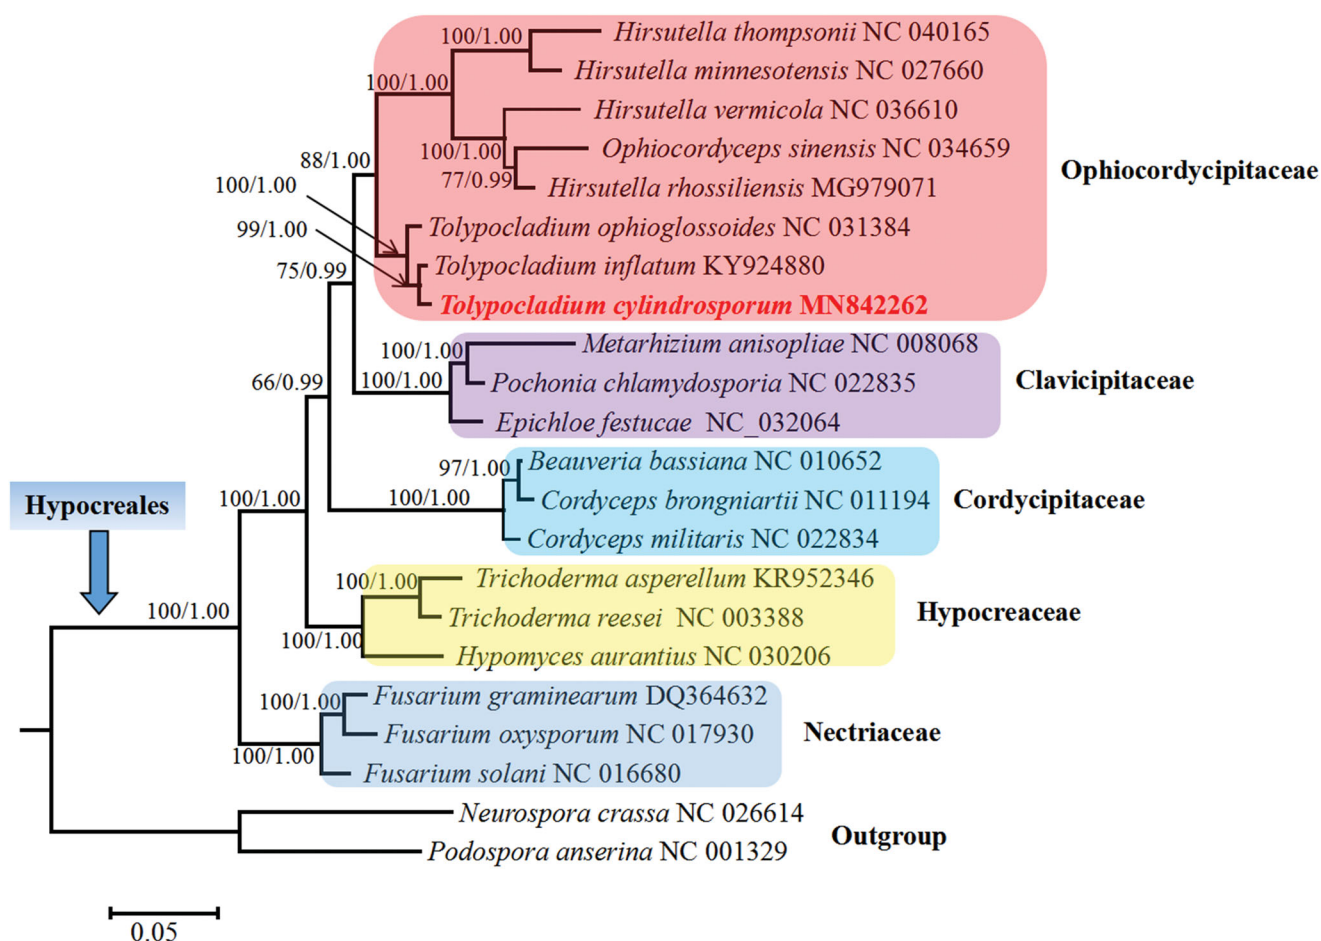 100/1.00
Hirsutella thompsonii NC 040165
Hirsutella minnesotensis NC 027660
100/1.00
Hirsutella vermicola NC 036610
100/1.00
Ophiocordyceps sinensis NC 034659
77/0.99
Hirsutella rhossiliensis MG979071
Ophiocordycipitaceae
88/1.00
100/1.00
99/1.00
Tolypocladium ophioglossoides NC 031384
Tolypocladium inflatum KY924880
Tolypocladium cylindrosporum MN842262
75/0.99
100/1.00
Metarhizium anisopliae NC 008068
100/1.00
Pochonia chlamydosporia NC 022835
Epichloe festucae NC_032064
Clavicipitaceae
66/0.99
97/1.00
Beauveria bassiana NC 010652
100/1.00
Cordyceps brongniartii NC 011194
Cordyceps militaris NC 022834
Cordycipitaceae
Hypocreales
100/1.00
100/1.00
Trichoderma asperellum KR952346
Trichoderma reesei NC 003388
100/1.00
Hypomyces aurantius NC 030206
Hypocreaceae
100/1.00
100/1.00
Fusarium graminearum DQ364632
Fusarium oxysporum NC 017930
100/1.00
Fusarium solani NC 016680
Nectriaceae
Neurospora crassa NC 026614
Podospora anserina NC 001329
Outgroup
0.05